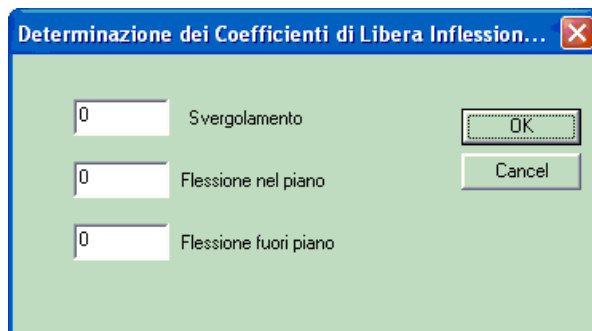 Determinazione dei Coefficienti di Libera Inflession...
0 Svergolamento
OK
0 Flessione nel piano
Cancel
0 Flessione fuori piano